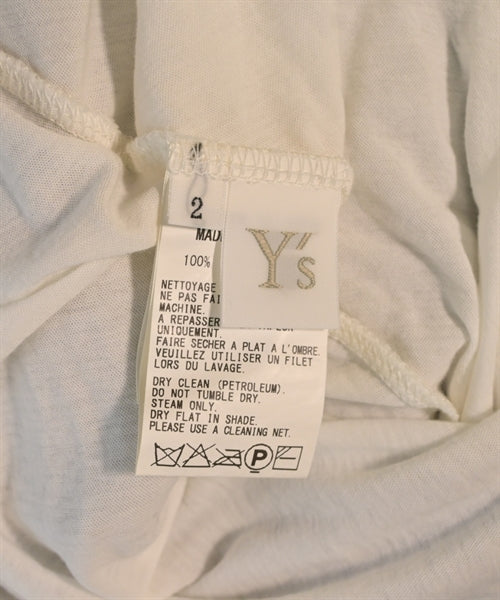 2
Y's
MAD
100%
NETTOYAGE
NE PAS FAI
MACHINE.
A REPASSER
UNIQUEMENT.
FAIRE SECHER A PLAT A L'OMBRE.
VEUILLEZ UTILISER UN FILET
LORS DU LAVAGE.
DRY CLEAN (PETROLEUM).
DO NOT TUMBLE DRY.
STEAM ONLY.
DRY FLAT IN SHADE.
PLEASE USE A CLEANING NET.
P